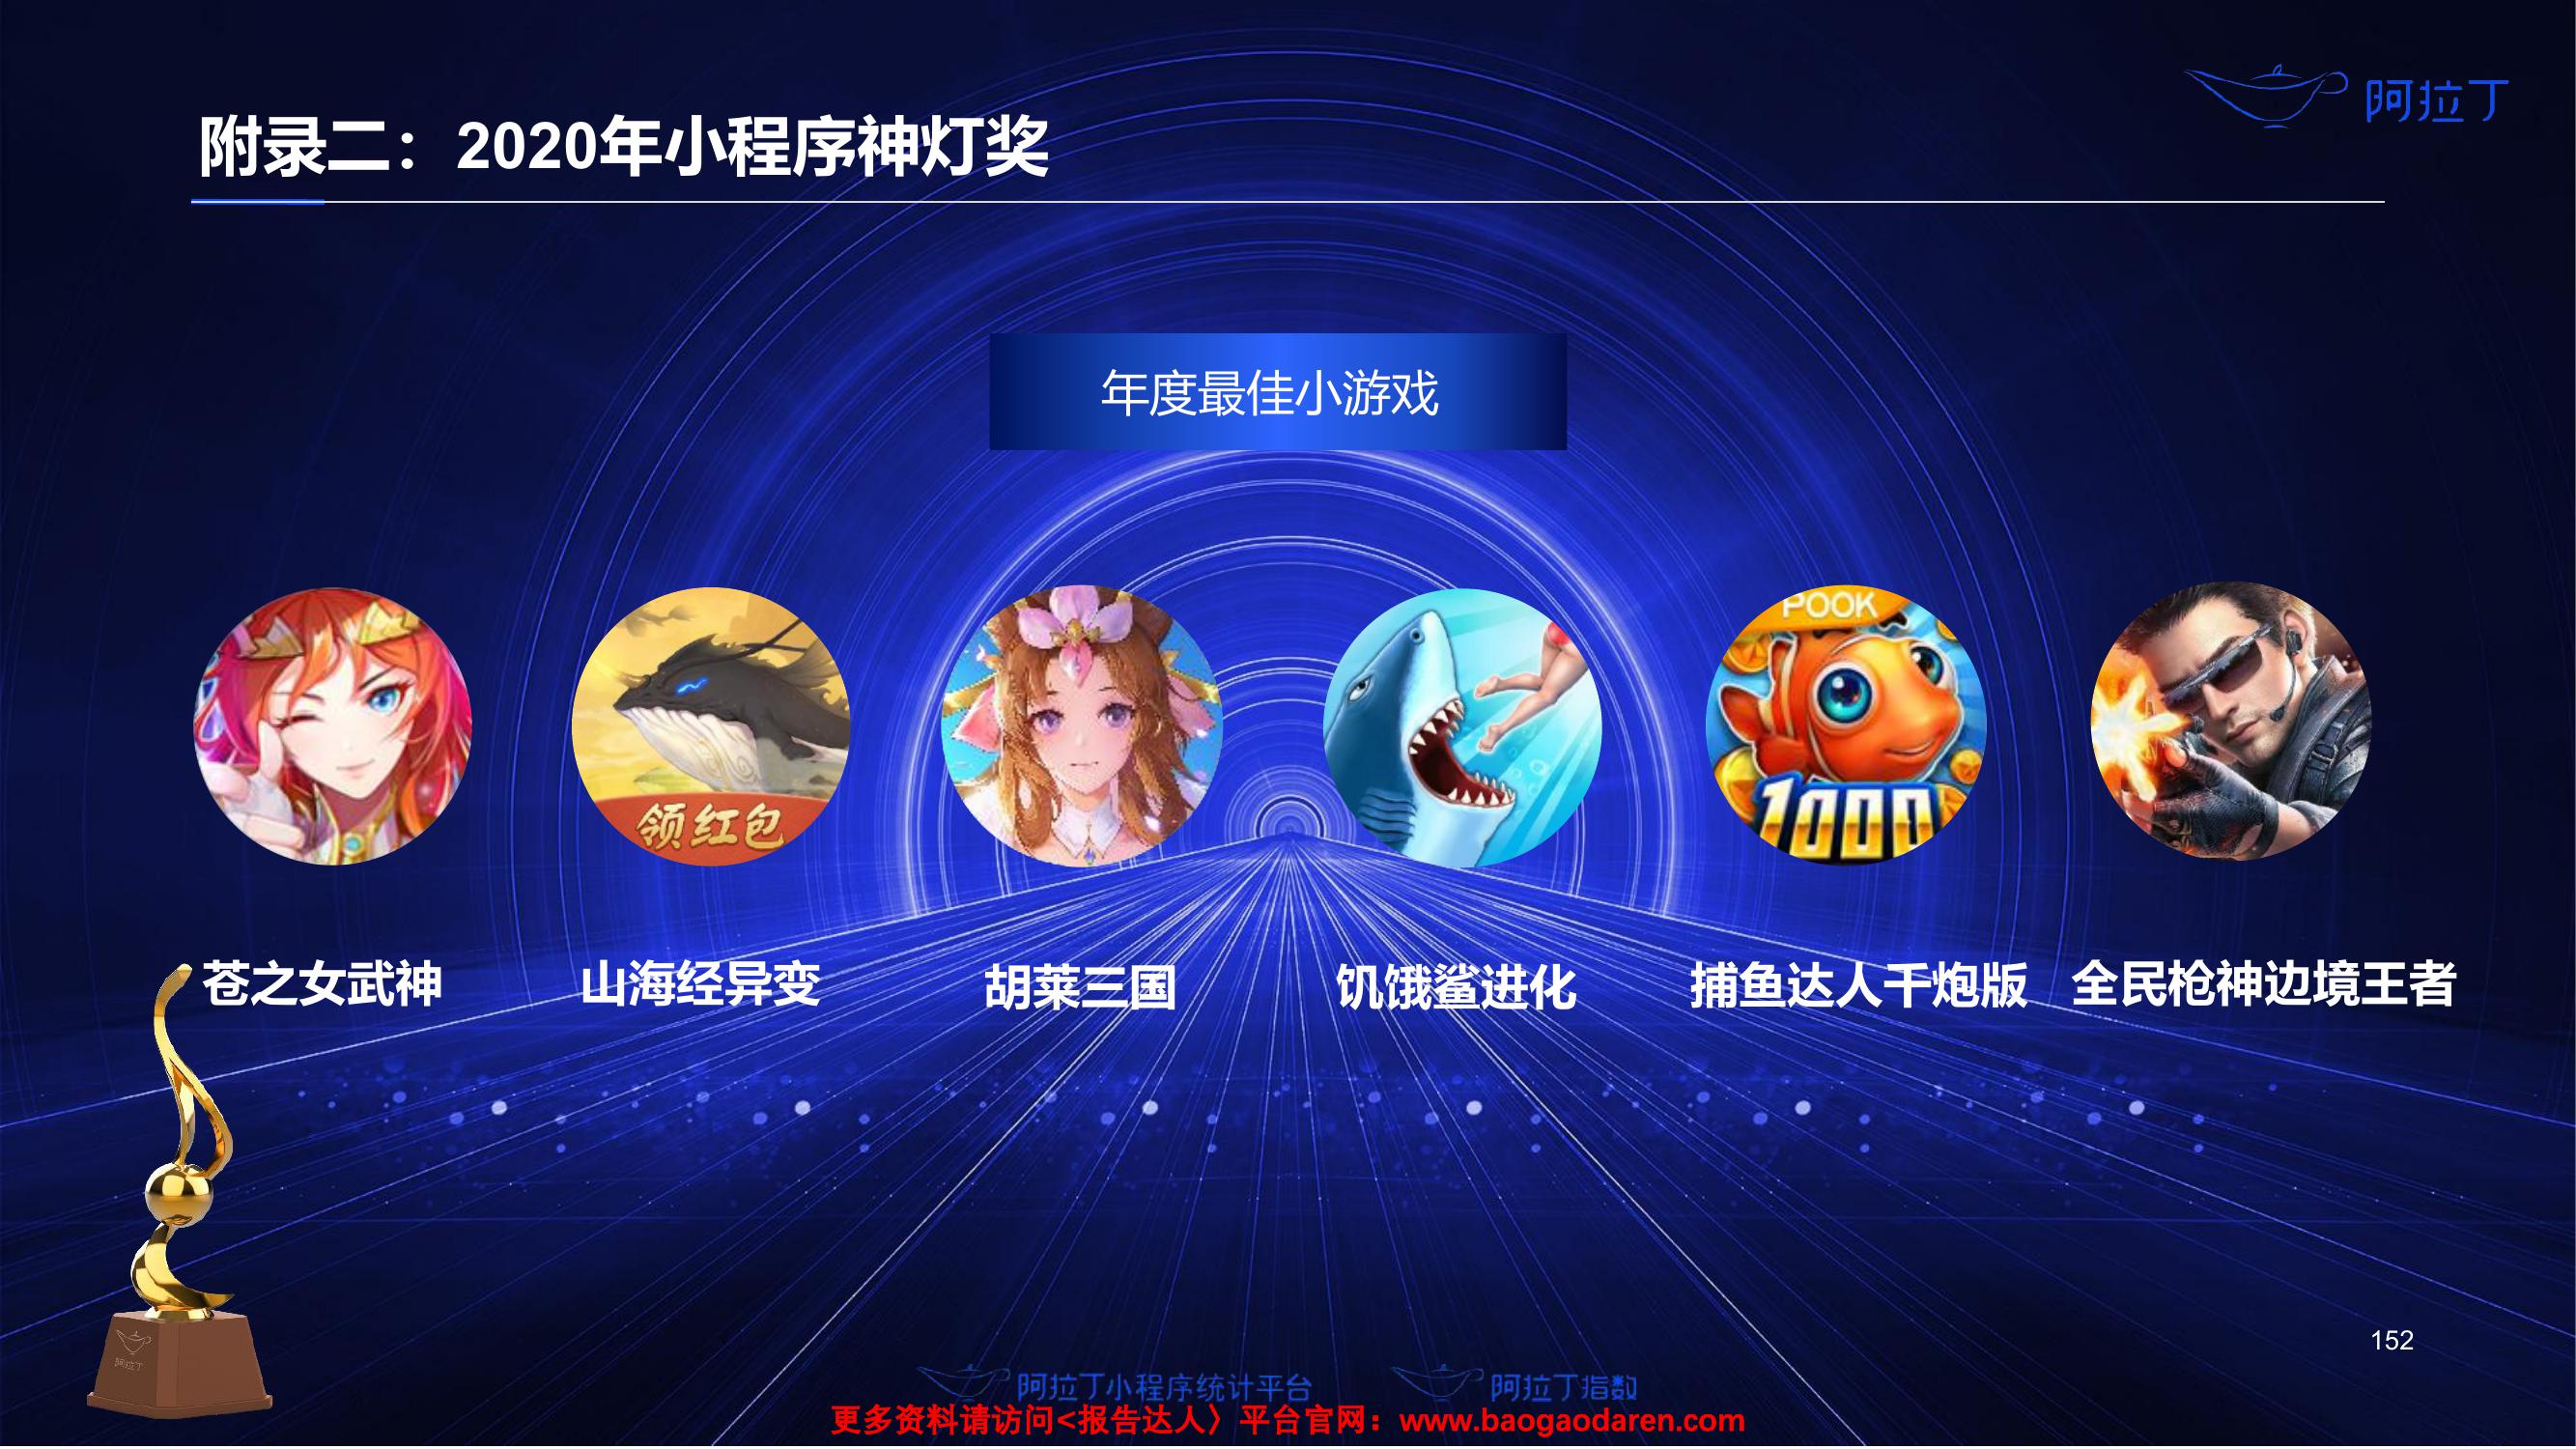 阿拉丁
附录二：2020年小程序神灯奖
年度最佳小游戏
领红包
POOK
1000
苍之女武神
山海经异变
胡莱三国
饥饿鲨进化
捕鱼达人千炮版
全民枪神边境王者
阿拉丁
152
阿拉丁小程序统计平台
阿拉丁指数
更多资料请访问<报告达人〉平台官网：www.baogaodaren.com